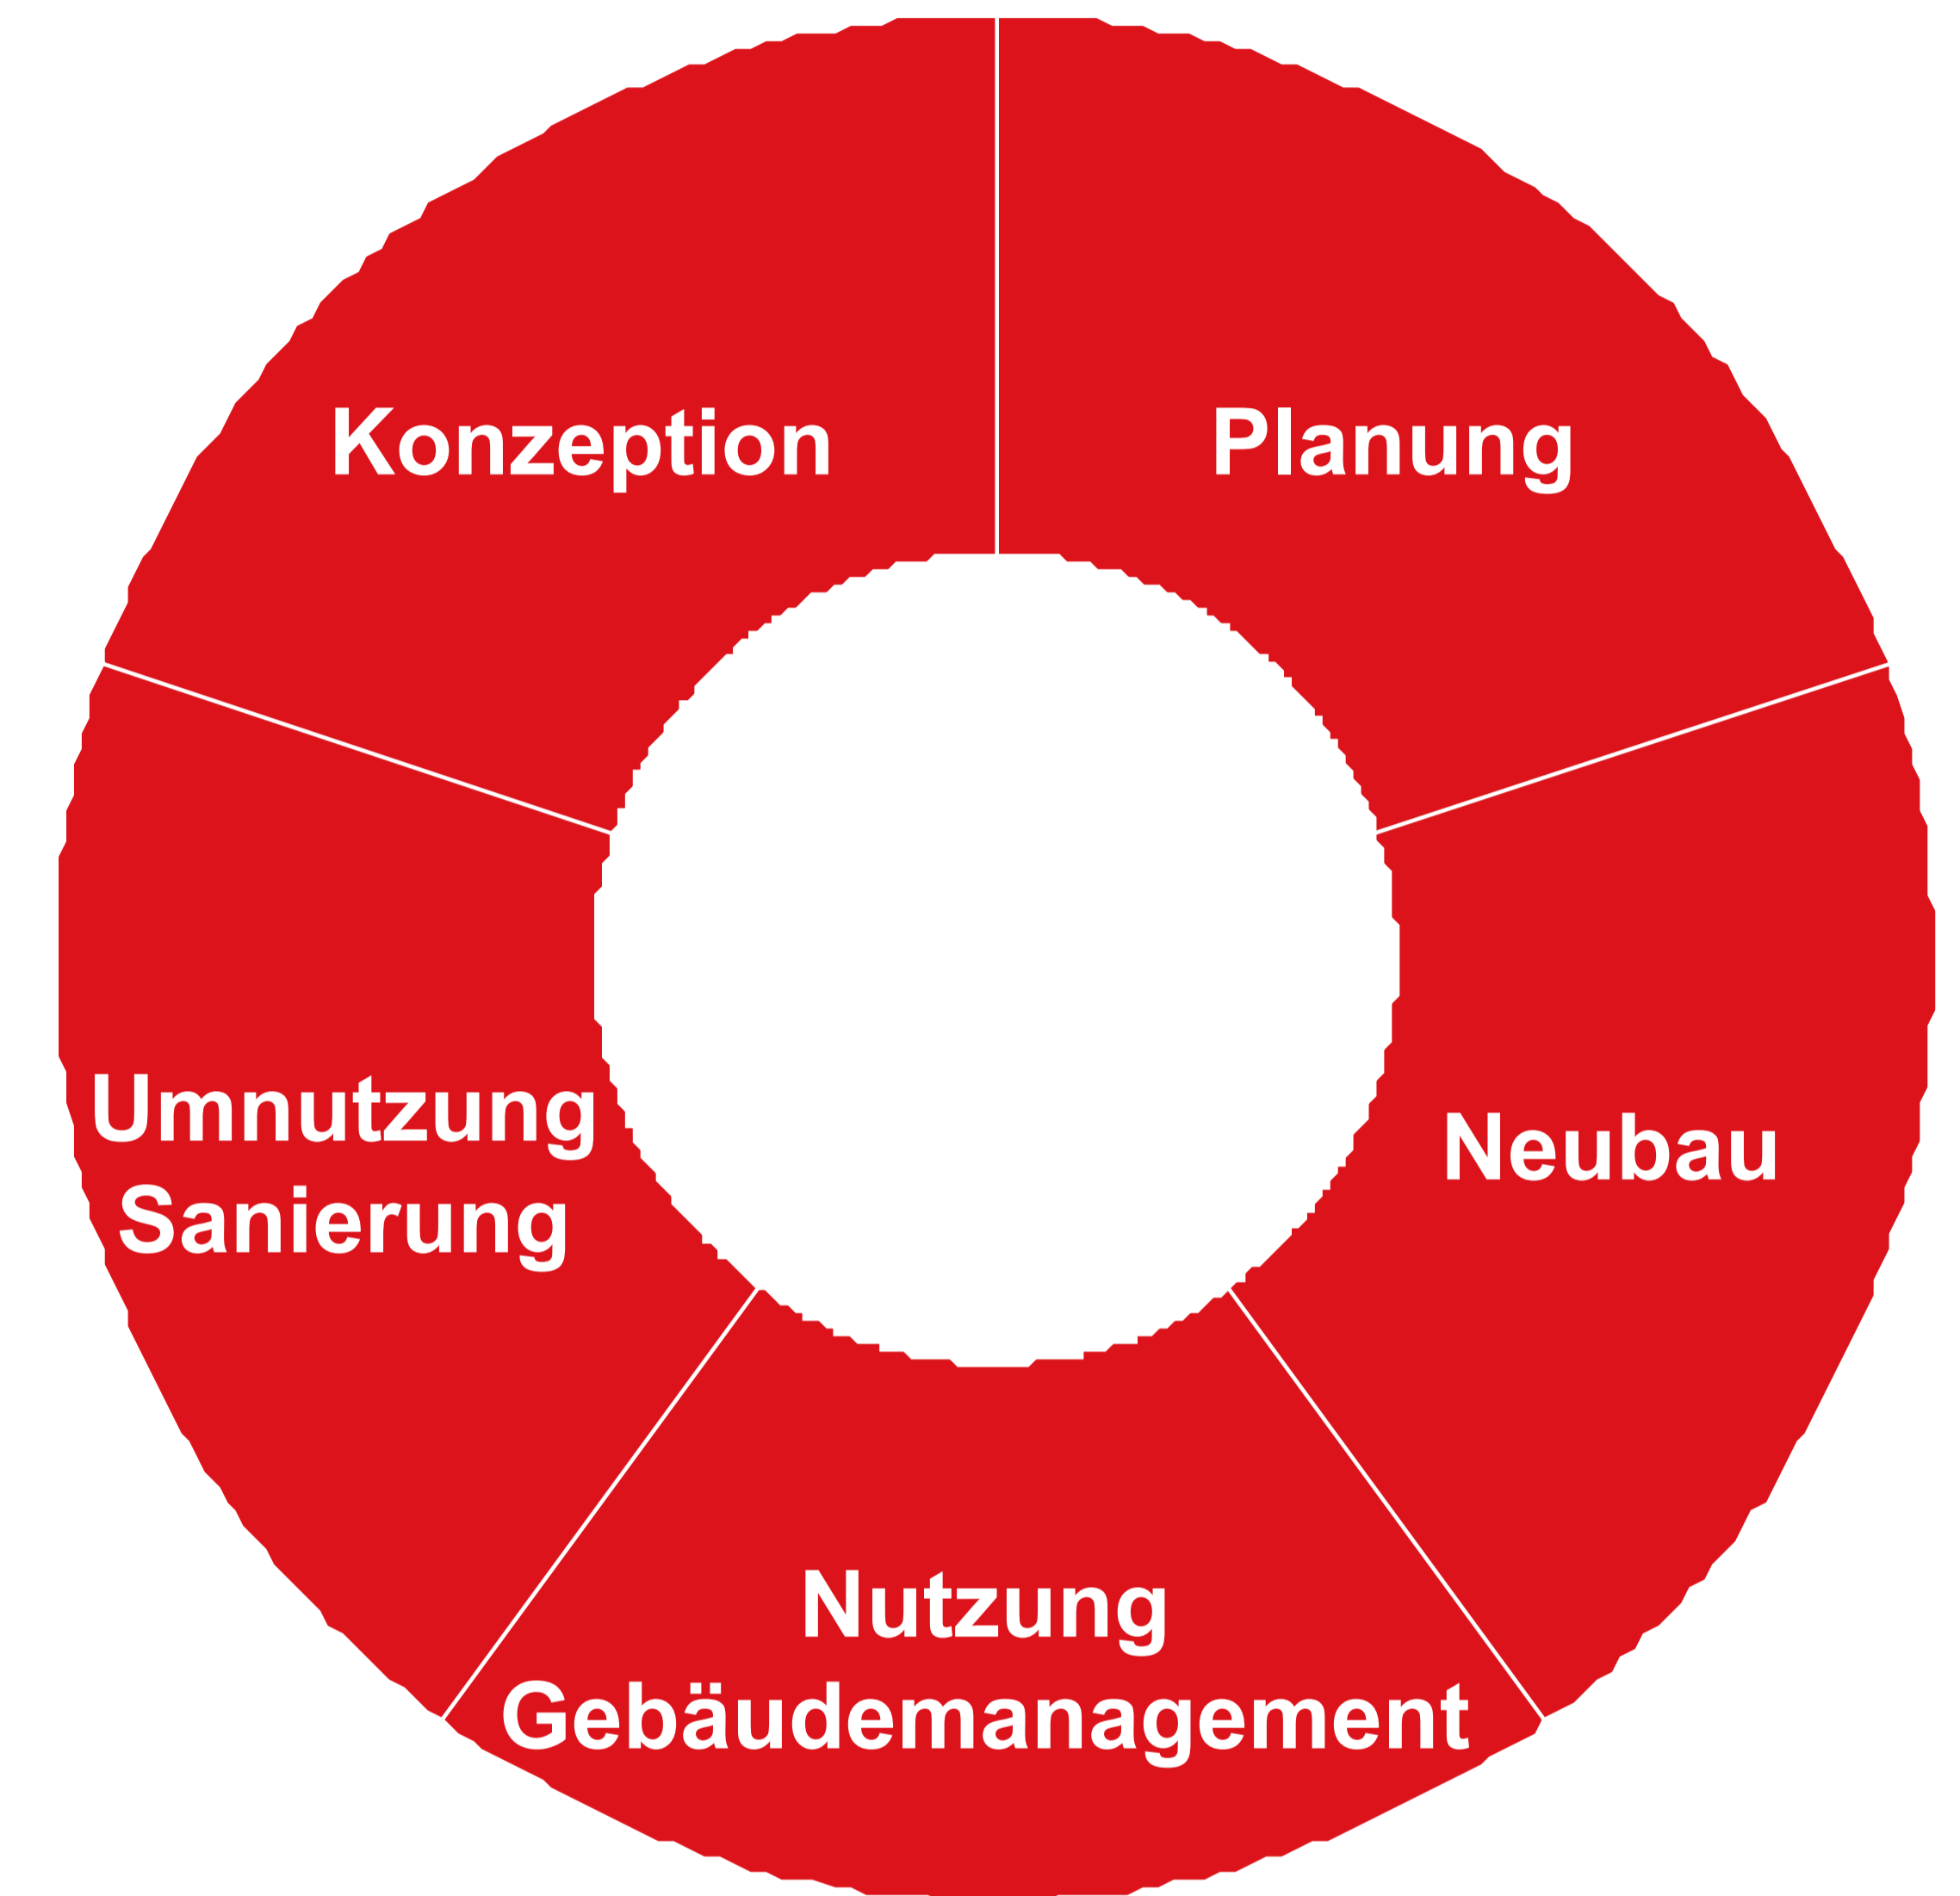 Konzeption
Planung
Umnutzung
Sanierung
Neubau
Nutzung
Gebäudemanagement